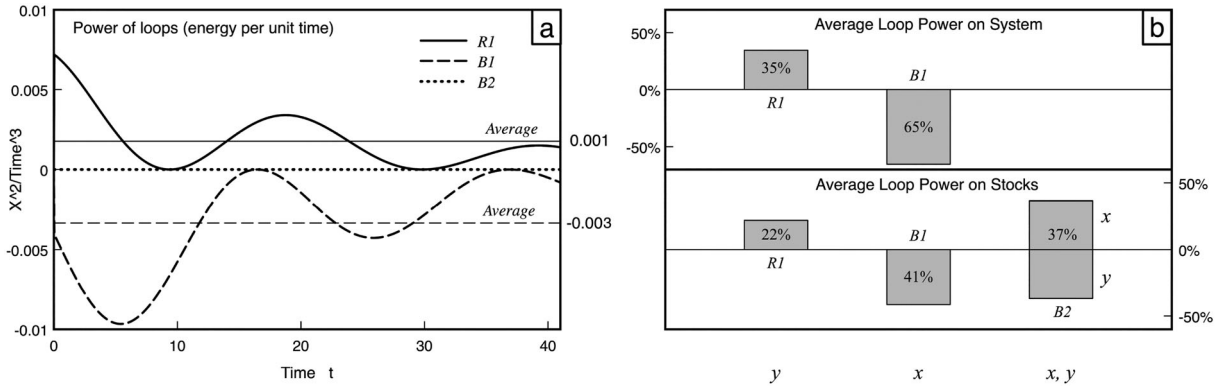 0.01
Power of loops (energy per unit time)
a
R1
B1
B2
0.005
Average
0.001
0
X^2/Time^3
Average
-0.003
-0.005
-0.01
0 10 20 30 40
Time t
Average Loop Power on System
b
50%
35%
B1
0%
R1
65%
-50%
Average Loop Power on Stocks
50%
x
22%
B1
37%
0%
R1
41%
y
B2
-50%
y x x, y